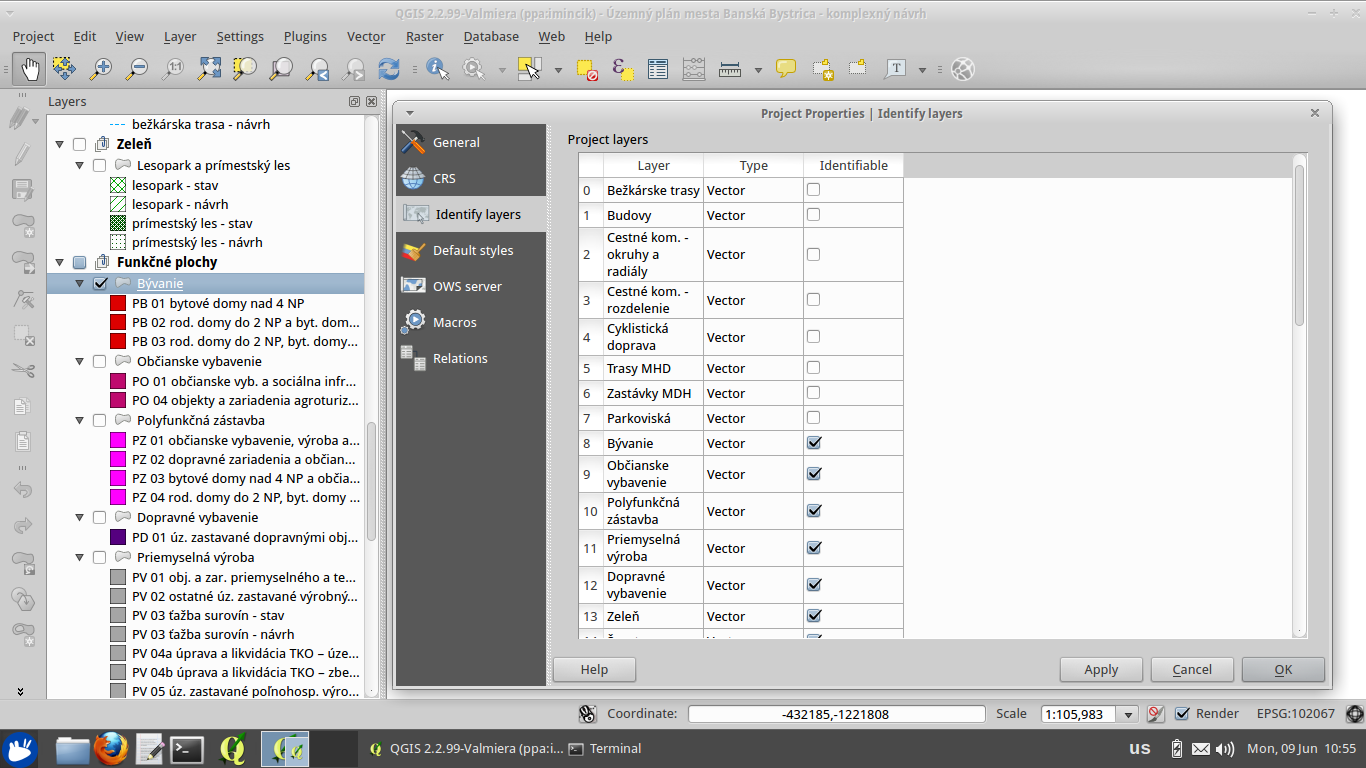 QGIS 2.2.99-Valmiera (ppa:imincik) - Územný plán mesta Banská Bystrica - komplexný návrh
Project Edit View Layer Settings Plugins Vector Raster Database Web Help
Layers
bežkárska trasa - návrh
Zeleň
Lesopark a prímestský les
lesopark - stav
lesopark - návrh
prímestský les - stav
prímestský les - návrh
Funkčné plochy
Bývanie
PB 01 bytové domy nad 4 NP
PB 02 rod. domy do 2 NP a byt. dom...
PB 03 rod. domy do 2 NP, byt. domy...
Občianske vybavenie
PO 01 občianske vyb. a sociálna infr...
PO 04 objekty a zariadenia agroturiz...
Polyfunkčná zástavba
PZ 01 občianske vybavenie, výroba a...
PZ 02 dopravné zariadenia a občian...
PZ 03 bytové domy nad 4 NP a občia...
PZ 04 rod. domy do 2 NP, byt. domy ...
Dopravné vybavenie
PD 01 úz. zastavané dopravnými obj...
Priemyselná výroba
PV 01 obj. a zar. priemyselného a te...
PV 02 ostatné úz. zastavané výrobný...
PV 03 ťažba surovín - stav
PV 03 ťažba surovín - návrh
PV 04a úprava a likvidácia TKO – úze...
PV 04b úprava a likvidácia TKO – zbe...
PV 05 úz. zastavané poľnohosp. výro...
Project Properties | Identify layers
General
CRS
Identify layers
Default styles
OWS server
Macros
Relations
Project layers
Layer Type Identifiable
0 Bežkárske trasy Vector
1 Budovy Vector
2 Cestné kom. - okruhy a radiály Vector
3 Cestné kom. - rozdelenie Vector
4 Cyklistická doprava Vector
5 Trasy MHD Vector
6 Zastávky MDH Vector
7 Parkoviská Vector
8 Bývanie Vector
9 Občianske vybavenie Vector
10 Polyfunkčná zástavba Vector
11 Priemyselná výroba Vector
12 Dopravné vybavenie Vector
13 Zeleň Vector
Help Apply Cancel OK
Coordinate: -432185,-1221808 Scale 1:105,983 Render EPSG:102067
QGIS 2.2.99-Valmiera (ppa:i... Terminal us Mon, 09 Jun 10:55